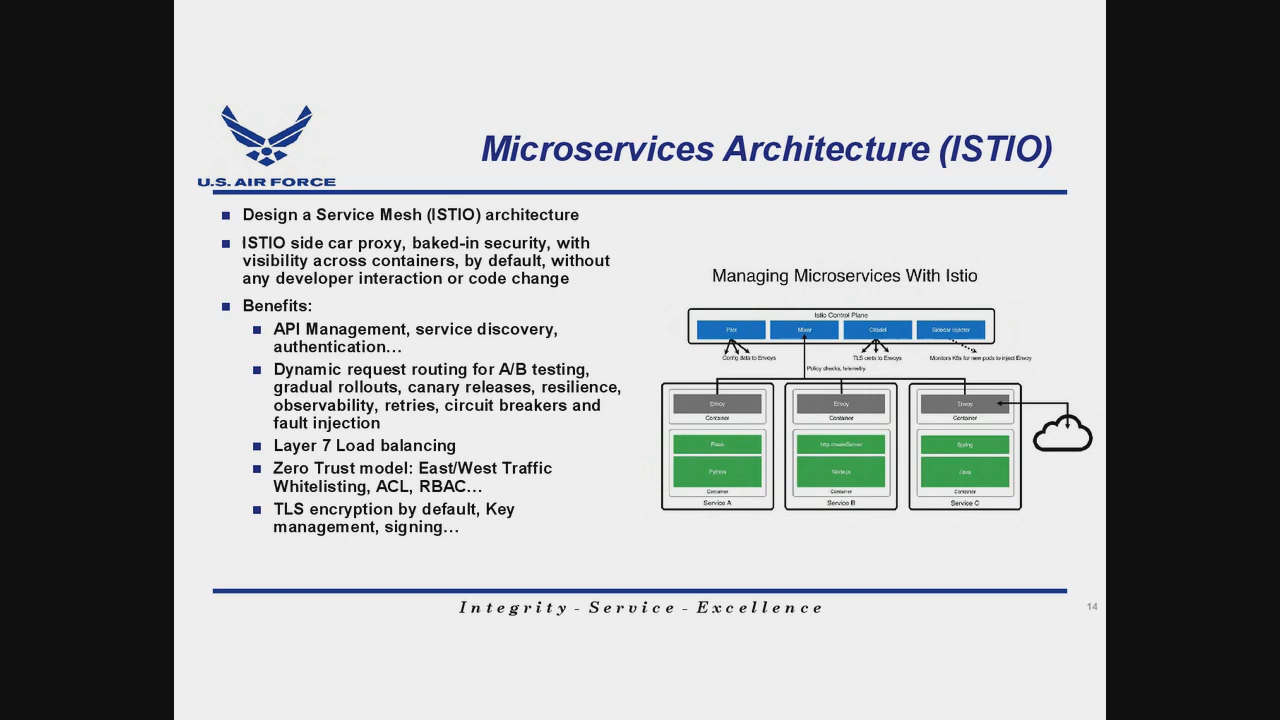 U.S. AIR FORCE
Microservices Architecture (ISTIO)
Design a Service Mesh (ISTIO) architecture
ISTIO side car proxy, baked-in security, with
visibility across containers, by default, without
any developer interaction or code change
Benefits:
API Management, service discovery,
authentication…
Dynamic request routing for A/B testing,
gradual rollouts, canary releases, resilience,
observability, retries, circuit breakers and
fault injection
Layer 7 Load balancing
Zero Trust model: East/West Traffic
Whitelisting, ACL, RBAC…
TLS encryption by default, Key
management, signing…
Managing Microservices With Istio
Istio Control Plane
Pilot
Mixer
Citadel
Sidecar Injector
Config data to Envoys
TLS certs to Envoys
Monitors K8s for new pods to inject Envoy
Policy checks, telemetry
Envoy
Container
Flask
Python
Container
Service A
Envoy
Container
Node.js
Container
Service B
Envoy
Container
Spring
Java
Container
Service C
Integrity - Service - Excellence
14